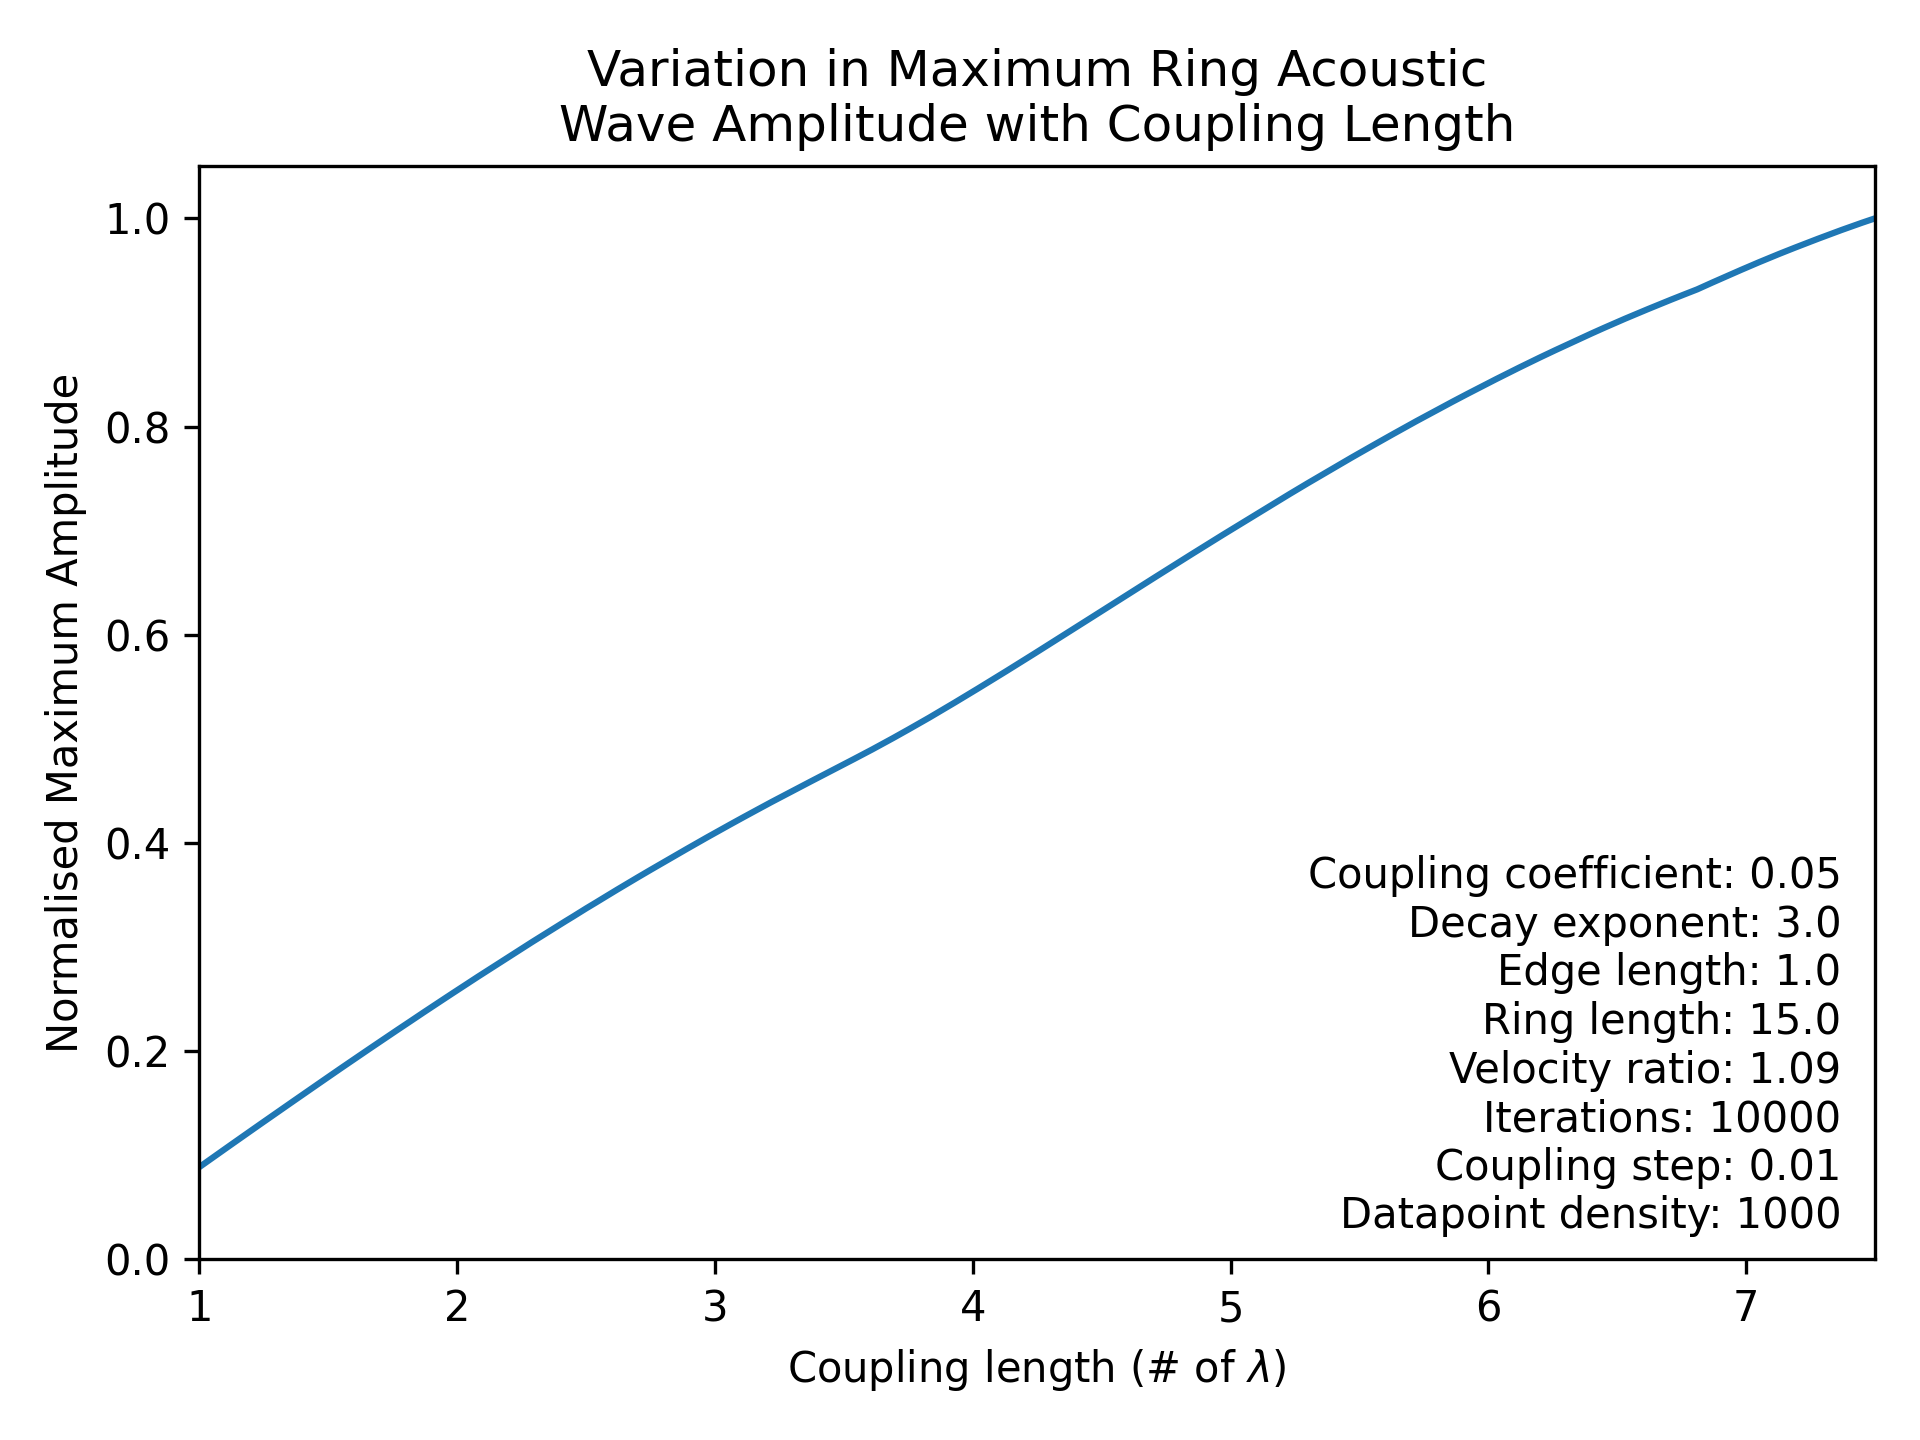 Variation in Maximum Ring Acoustic
Wave Amplitude with Coupling Length
Normalised Maximum Amplitude
1.0
0.8
0.6
0.4
0.2
0.0
Coupling coefficient: 0.05
Decay exponent: 3.0
Edge length: 1.0
Ring length: 15.0
Velocity ratio: 1.09
Iterations: 10000
Coupling step: 0.01
Datapoint density: 1000
1 2 3 4 5 6 7
Coupling length (# of λ)